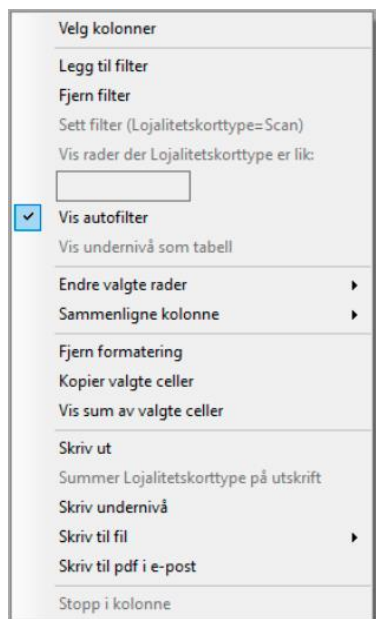 Velg kolonner
Legg til filter
Fjern filter
Sett filter (Lojalitetskorttype=Scan)
Vis rader der Lojalitetskorttype er lik:
Vis autofilter
Vis undernivå som tabell
Endre valgte rader
Sammenligne kolonne
Fjern formatering
Kopier valgte celler
Vis sum av valgte celler
Skriv ut
Summer Lojalitetskorttype på utskrift
Skriv undernivå
Skriv til fil
Skriv til pdf i e-post
Stopp i kolonne